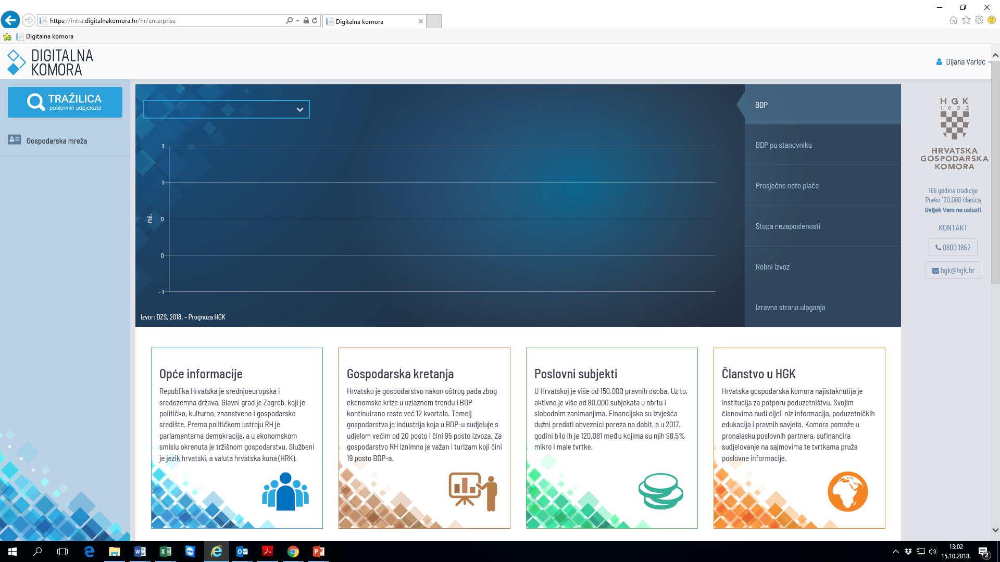 https://intra.digitalnakomora.hr/hr/enterprise
Digitalna komora
Digitalna komora
DIGITALNA
KOMORA
Dijana Varlec
TRAŽILICA
poslovnih subjekata
Gospodarska mreža
BDP
BDP po stanovniku
Prosječne neto plaće
Stopa nezaposlenosti
Robni izvoz
Izravna strana ulaganja
1
1
0
0
-1
mil.
Izvor: DZS, 2018. – Prognoza HGK
HGK
1852
HRVATSKA
GOSPODARSKA
KOMORA
166 godina tradicije
Preko 120.000 članica
Uvijek Vam na usluzi!
KONTAKT
0800 1852
hgk@hgk.hr
Opće informacije
Republika Hrvatska je srednjoeuropska i
sredozemna država. Glavni grad je Zagreb, koji je
političko, kulturno, znanstveno i gospodarsko
središte. Prema političkom ustroju RH je
parlamentarna demokracija, a u ekonomskom
smislu okrenuta je tržišnom gospodarstvu. Službeni
je jezik hrvatski, a valuta hrvatska kuna (HRK).
Gospodarska kretanja
Hrvatsko je gospodarstvo nakon oštrog pada zbog
ekonomske krize u uzlaznom trendu i BDP
kontinuirano raste već 12 kvartala. Temelj
gospodarstva je industrija koja u BDP-u sudjeluje s
udjelom većim od 20 posto i čini 95 posto izvoza. Za
gospodarstvo RH iznimno je važan i turizam koji čini
19 posto BDP-a.
Poslovni subjekti
U Hrvatskoj je više od 150.000 pravnih osoba. Uz to,
aktivno je više od 80.000 subjekata u obrtu i
slobodnim zanimanjima. Financijska su izvješća
dužni predati obveznici poreza na dobit, a u 2017.
godini bilo ih je 120.081 među kojima su njih 98,5%
mikro i male tvrtke.
Članstvo u HGK
Hrvatska gospodarska komora najistaknutija je
institucija za potporu poduzetništvu. Svojim
članovima nudi cijeli niz informacija, poduzetničkih
edukacija i pravnih savjeta. Komora pomaže u
pronalasku poslovnih partnera, sufinancira
sudjelovanje na sajmovima te tvrtkama pruža
poslovne informacije.
13:02
15.10.2018.
2